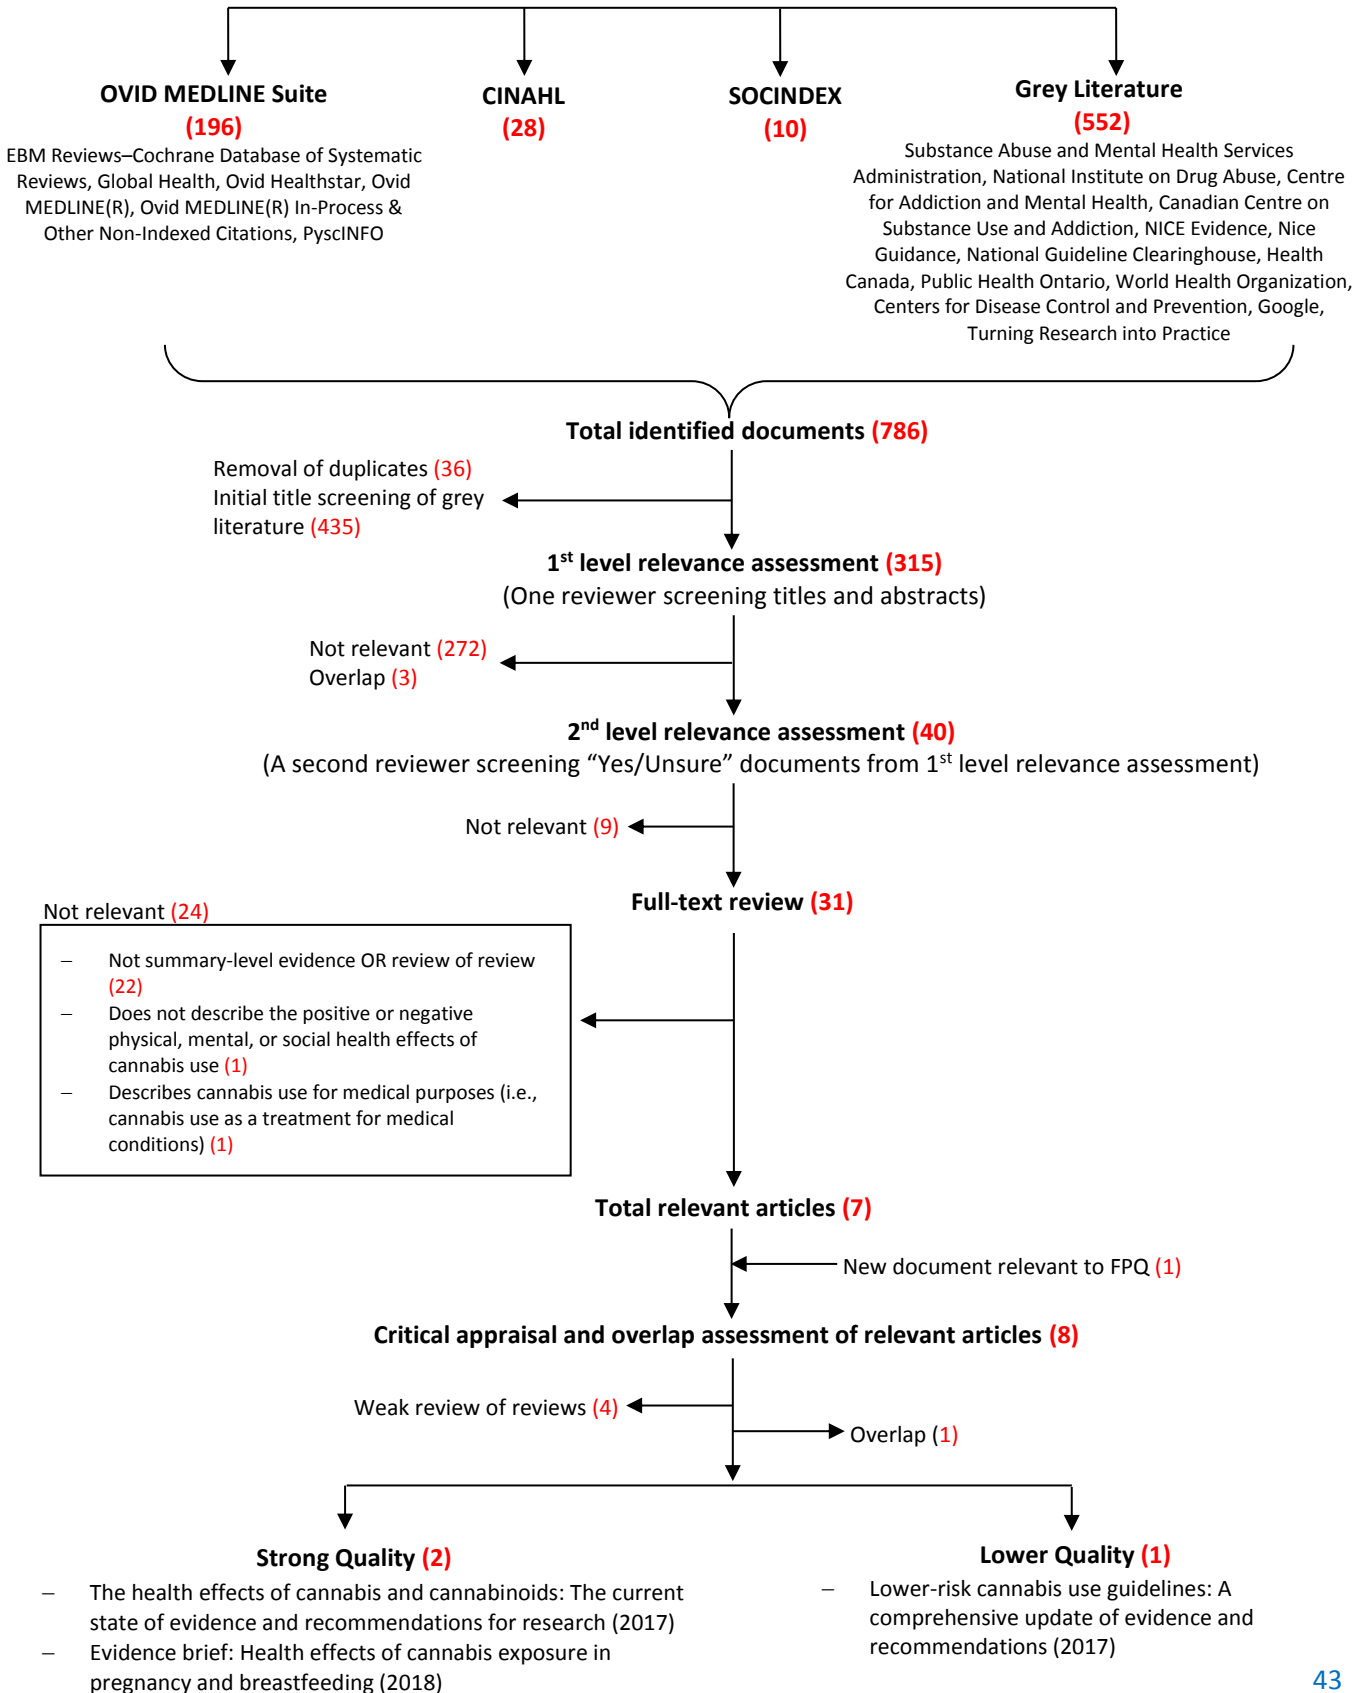 OVID MEDLINE Suite
(196)
EBM Reviews–Cochrane Database of Systematic
Reviews, Global Health, Ovid Healthstar, Ovid
MEDLINE(R), Ovid MEDLINE(R) In-Process &
Other Non-Indexed Citations, PyscINFO
CINAHL
(28)
SOCINDEX
(10)
Grey Literature
(552)
Substance Abuse and Mental Health Services
Administration, National Institute on Drug Abuse, Centre
for Addiction and Mental Health, Canadian Centre on
Substance Use and Addiction, NICE Evidence, Nice
Guidance, National Guideline Clearinghouse, Health
Canada, Public Health Ontario, World Health Organization,
Centers for Disease Control and Prevention, Google,
Turning Research into Practice
Total identified documents (786)
Removal of duplicates (36)
Initial title screening of grey
literature (435)
1st level relevance assessment (315)
(One reviewer screening titles and abstracts)
Not relevant (272)
Overlap (3)
2nd level relevance assessment (40)
(A second reviewer screening “Yes/Unsure” documents from 1st level relevance assessment)
Not relevant (9)
Full-text review (31)
Not relevant (24)
– Not summary-level evidence OR review of review
(22)
– Does not describe the positive or negative
physical, mental, or social health effects of
cannabis use (1)
– Describes cannabis use for medical purposes (i.e.,
cannabis use as a treatment for medical
conditions) (1)
Total relevant articles (7)
New document relevant to FPQ (1)
Critical appraisal and overlap assessment of relevant articles (8)
Weak review of reviews (4)
Overlap (1)
Strong Quality (2)
– The health effects of cannabis and cannabinoids: The current
state of evidence and recommendations for research (2017)
– Evidence brief: Health effects of cannabis exposure in
pregnancy and breastfeeding (2018)
Lower Quality (1)
– Lower-risk cannabis use guidelines: A
comprehensive update of evidence and
recommendations (2017)
43